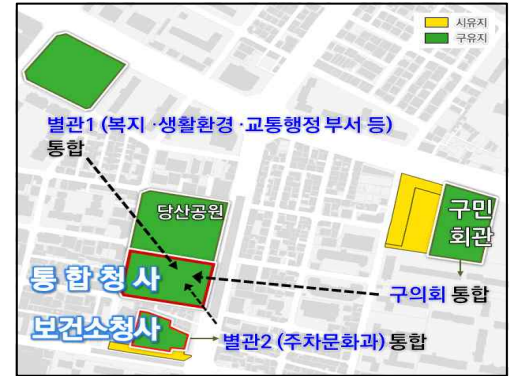 시유지
구유지
별관1 (복지 ·생활환경 ·교통행정 부서 등)
통합
당산공원
구민
회관
통합청사
구의회 통합
보건소청사
별관2 (주차문화과) 통합